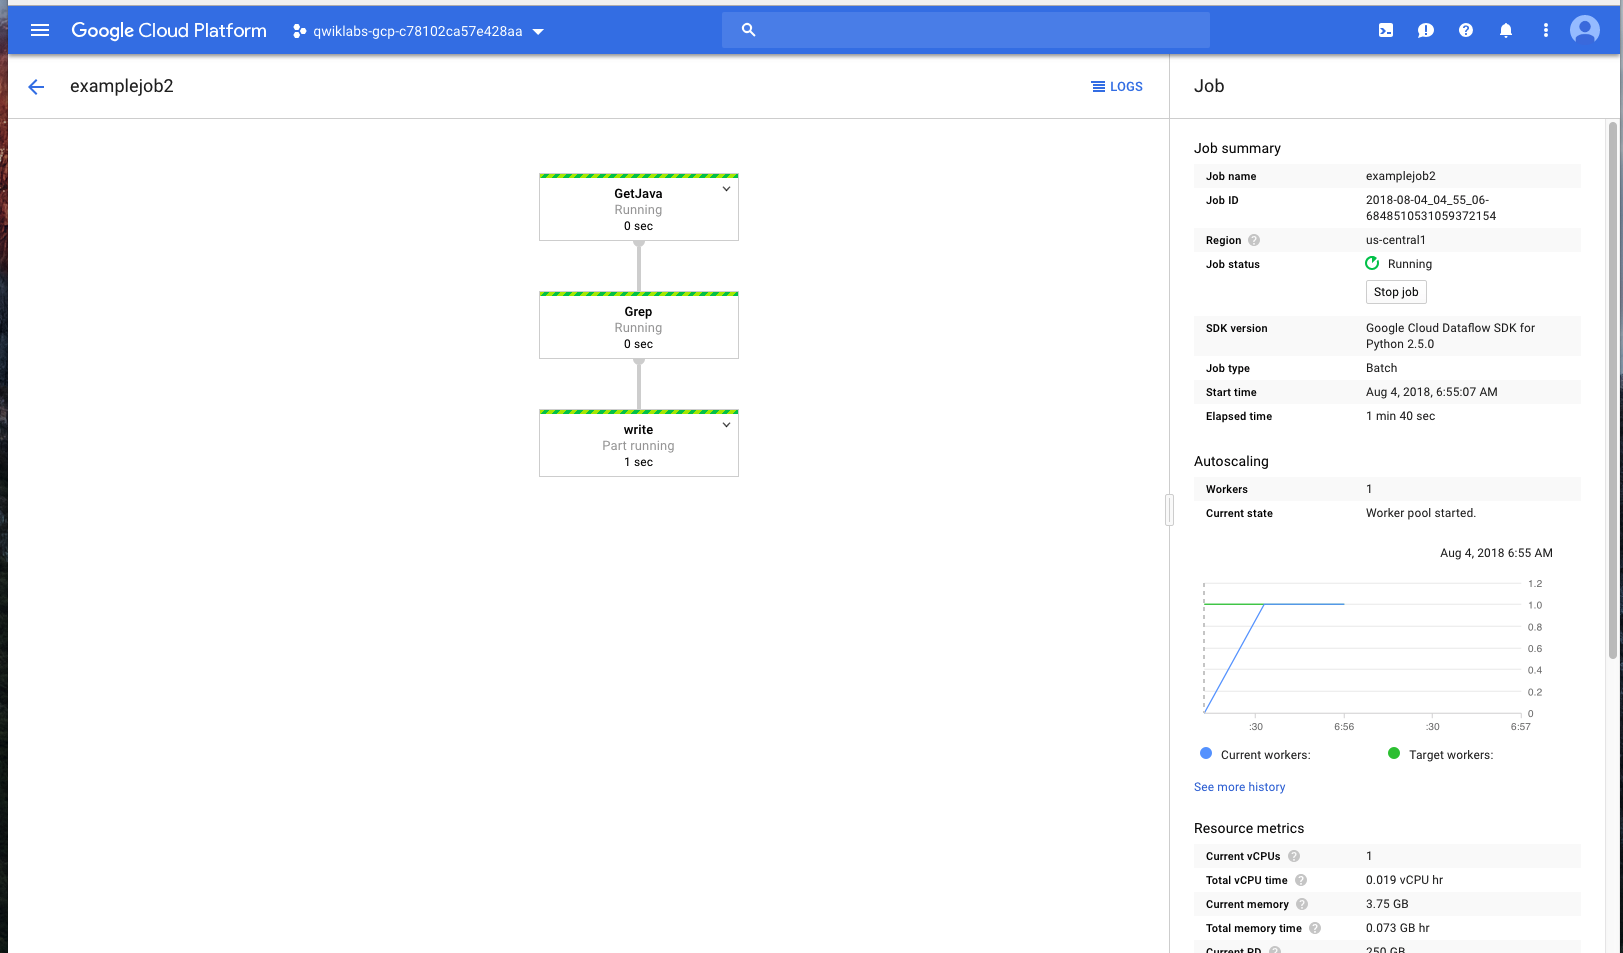 Google Cloud Platform
qwiklabs-gcp-c78102ca57e428aa
examplejob2
LOGS
GetJava
Running
0 sec
Grep
Running
0 sec
write
Part running
1 sec
Job
Job summary
Job name examplejob2
Job ID 2018-08-04_04_55_06-
6848510531059372154
Region ? us-central1
Job status Running
Stop job
SDK version Google Cloud Dataflow SDK for
Python 2.5.0
Job type Batch
Start time Aug 4, 2018, 6:55:07 AM
Elapsed time 1 min 40 sec
Autoscaling
Workers 1
Current state Worker pool started.
Aug 4, 2018 6:55 AM
1.2
1.0
0.8
0.6
0.4
0.2
0
:30 6:56 :30 6:57
Current workers: Target workers:
See more history
Resource metrics
Current vCPUs ? 1
Total vCPU time ? 0.019 vCPU hr
Current memory ? 3.75 GB
Total memory time ? 0.073 GB hr
Current PD ? 250 GB